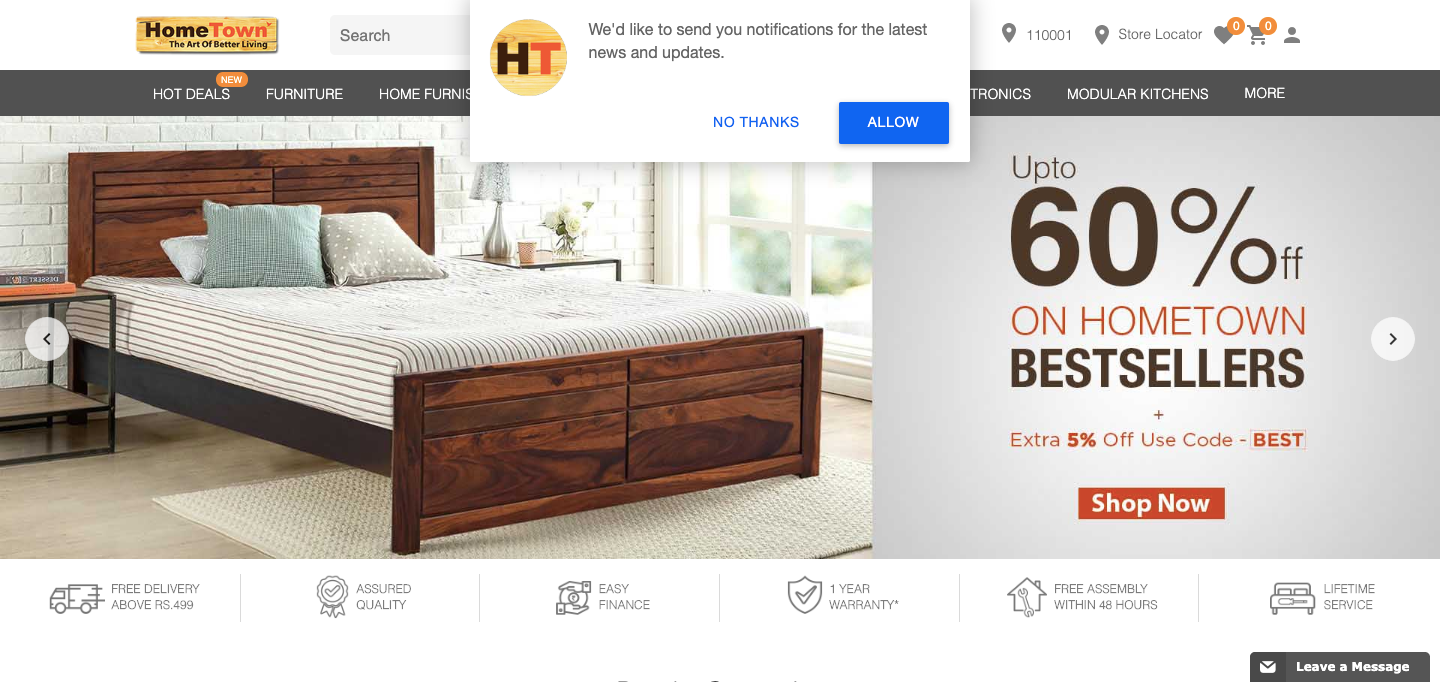 HomeTown
The Art Of Better Living
Search
HT
We'd like to send you notifications for the latest
news and updates.
NO THANKS
ALLOW
110001
Store Locator
0
0
NEW
HOT DEALS
FURNITURE
HOME FURNIS
TRONICS
MODULAR KITCHENS
MORE
Upto
60%off
ON HOMETOWN
BESTSELLERS
+
Extra 5% Off Use Code - BEST
Shop Now
FREE DELIVERY
ABOVE RS.499
ASSURED
QUALITY
EASY
FINANCE
1 YEAR
WARRANTY*
FREE ASSEMBLY
WITHIN 48 HOURS
LIFETIME
SERVICE
Leave a Message